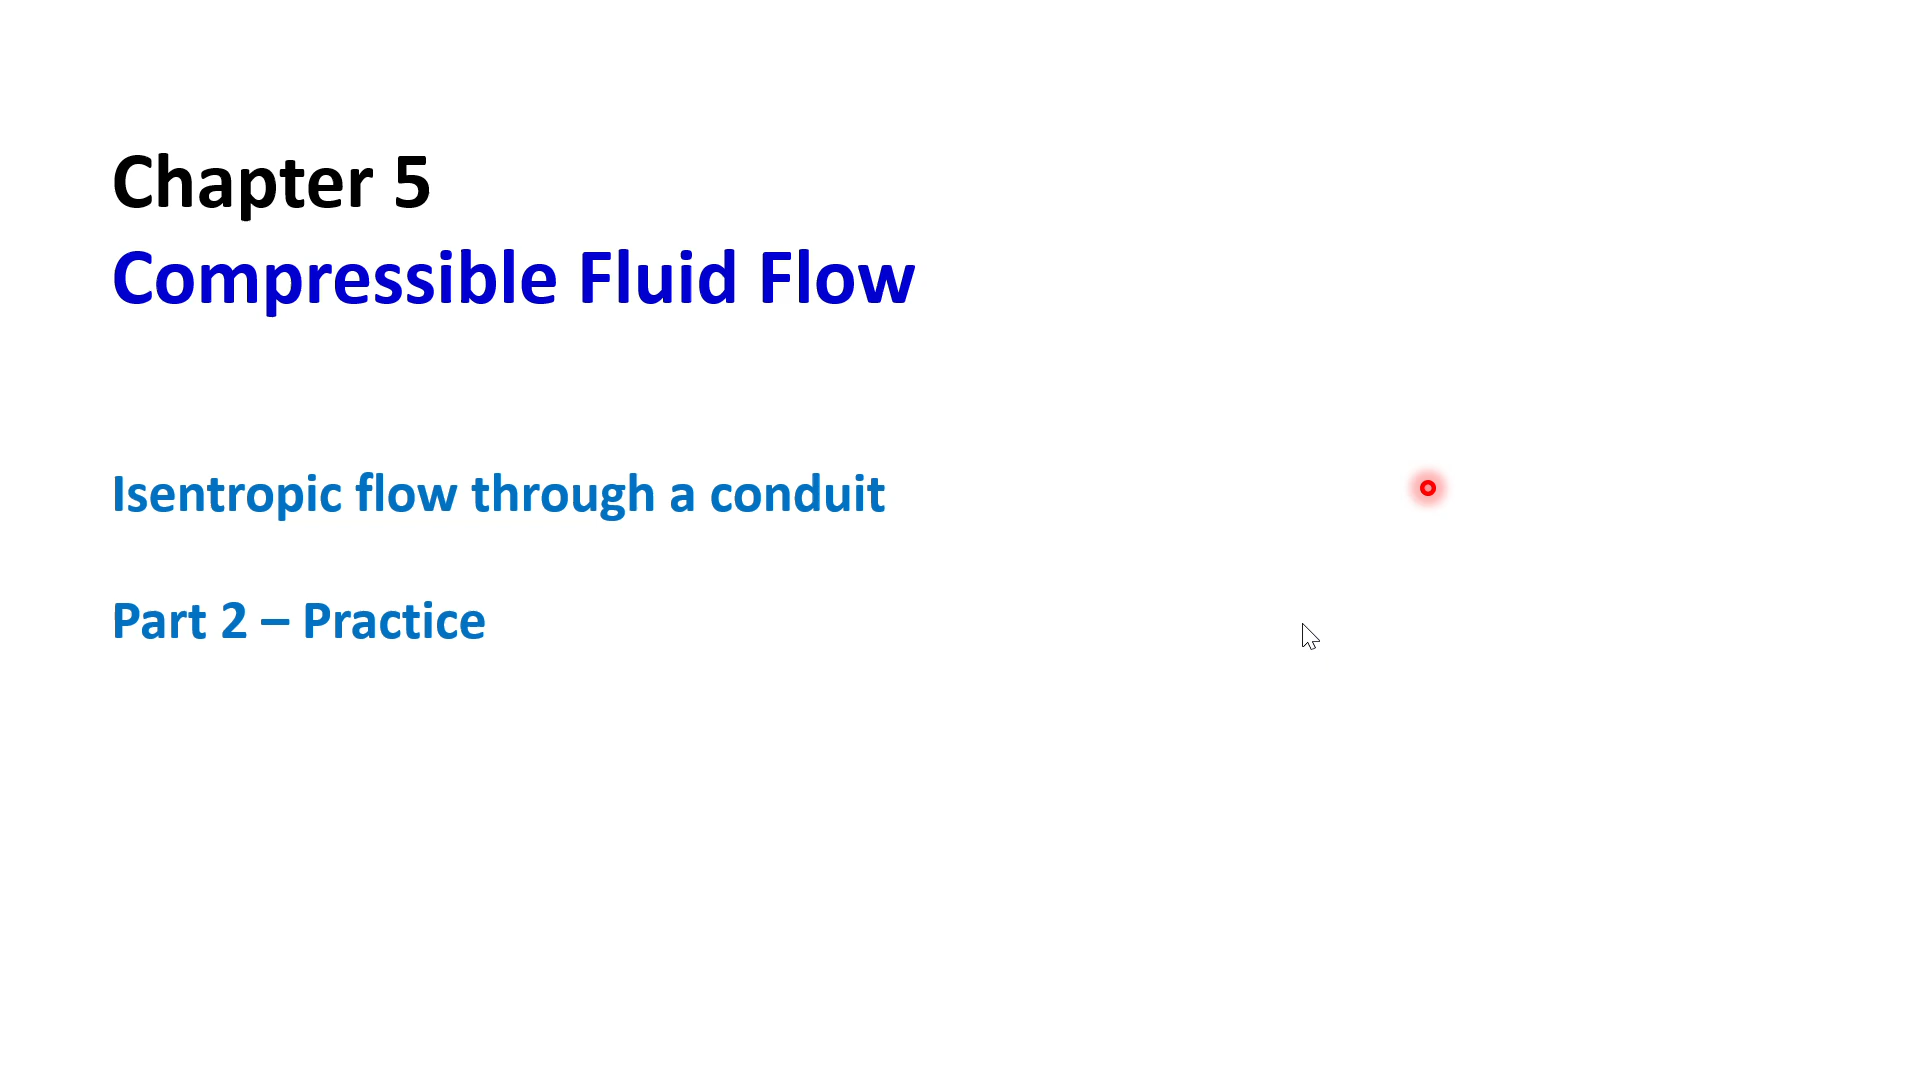 Chapter 5
Compressible Fluid Flow
Isentropic flow through a conduit
Part 2 – Practice